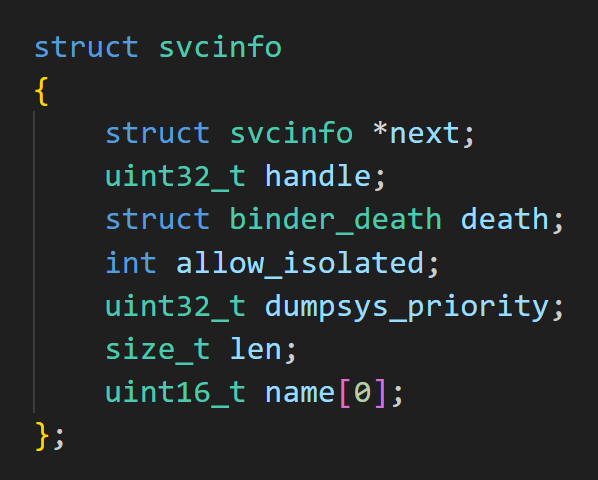 struct svcinfo
{
    struct svcinfo *next;
    uint32_t handle;
    struct binder_death death;
    int allow_isolated;
    uint32_t dumpsys_priority;
    size_t len;
    uint16_t name[0];
};